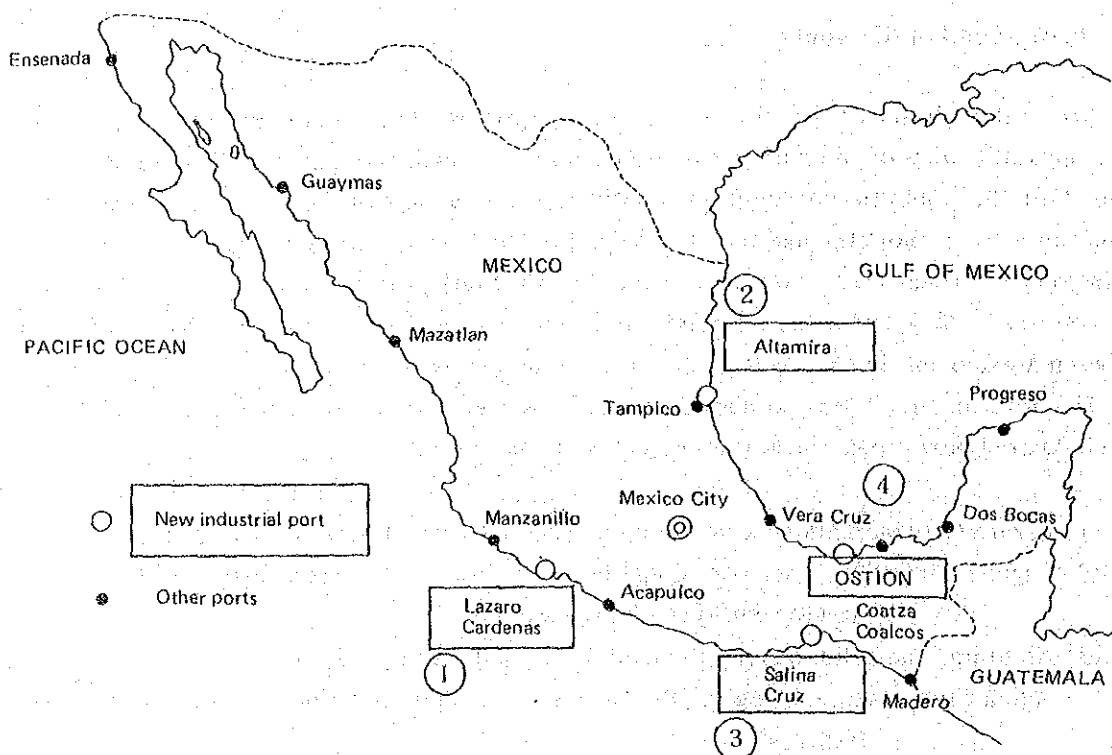 Ensenada
Guaymas
MEXICO
GULF OF MEXICO
2
PACIFIC OCEAN
Mazatlan
Altamira
Tampico
Progreso
4
Mexico City
New industrial port
Manzanillo
Vera Cruz
Dos Bocas
OSTION
Other ports
Lazaro
Cardenas
Acapulco
Coatza
Coalcos
1
Salina
Cruz
GUATEMALA
Madero
3